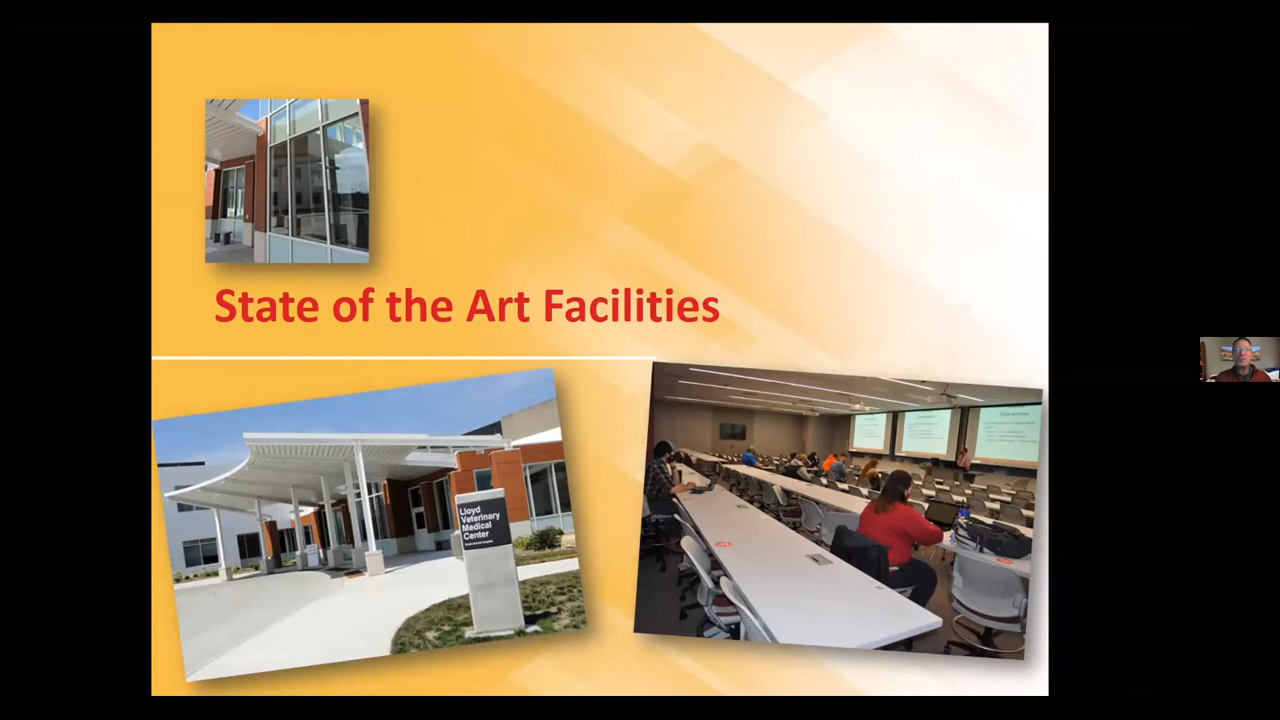 State of the Art Facilities
Lloyd
Veterinary
Medical
Center